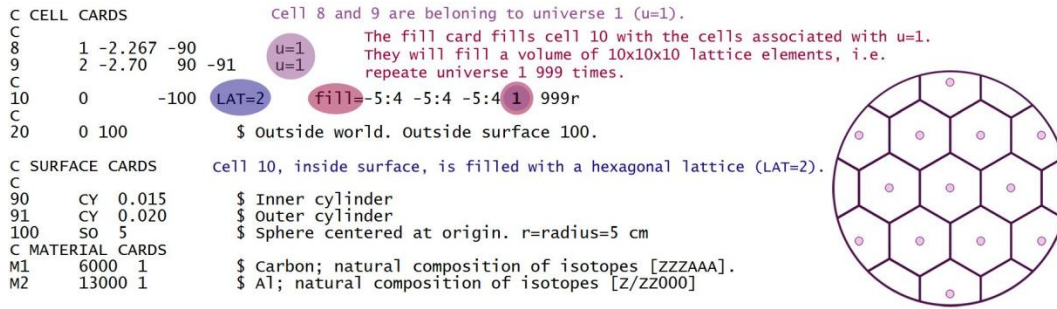 C CELL CARDS
Cell 8 and 9 are beloning to universe 1 (u=1).
C
8 1 -2.267 -90 u=1
9 2 -2.70 90 -91 u=1
The fill card fills cell 10 with the cells associated with u=1.
They will fill a volume of 10x10x10 lattice elements, i.e.
repeate universe 1 999 times.
C
10 0 -100 LAT=2 fill=-5:4 -5:4 -5:4 1 999r
C
20 0 100 $ Outside world. Outside surface 100.
C SURFACE CARDS
Cell 10, inside surface, is filled with a hexagonal lattice (LAT=2).
C
90 CY 0.015 $ Inner cylinder
91 CY 0.020 $ Outer cylinder
100 SO 5 $ Sphere centered at origin. r=radius=5 cm
C MATERIAL CARDS
M1 6000 1 $ Carbon; natural composition of isotopes [ZZZAAA].
M2 13000 1 $ Al; natural composition of isotopes [Z/ZZ000]